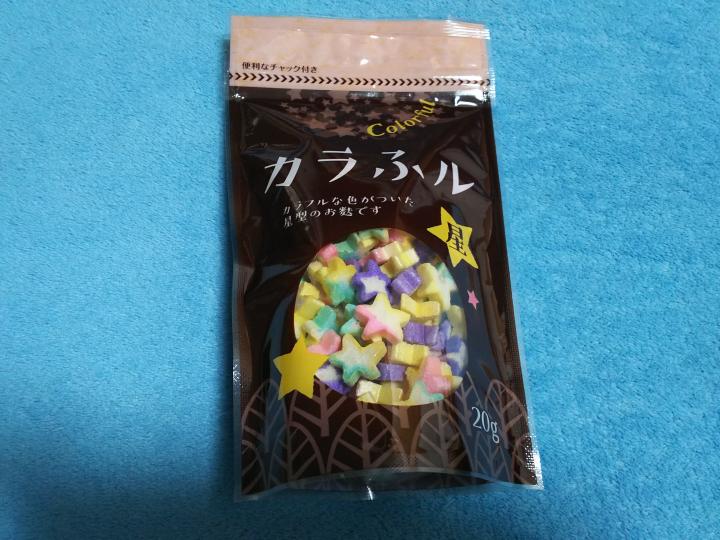 便利なチャック付き
Colorful
カラふル
カラフルな色がついた
星型のお麩です
星
20g